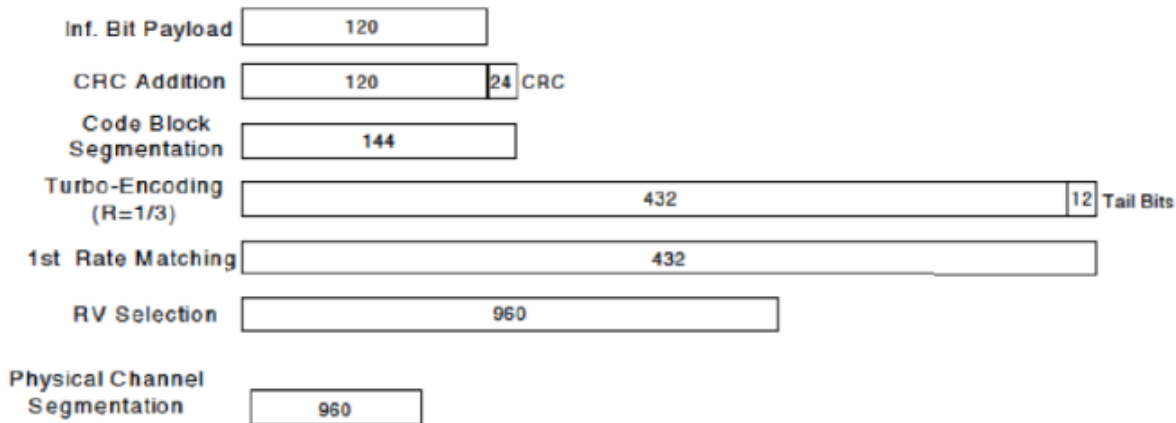 Inf. Bit Payload 120
CRC Addition 120 24 CRC
Code Block
Segmentation 144
Turbo-Encoding
(R=1/3) 432 12 Tail Bits
1st Rate Matching 432
RV Selection 960
Physical Channel
Segmentation 960